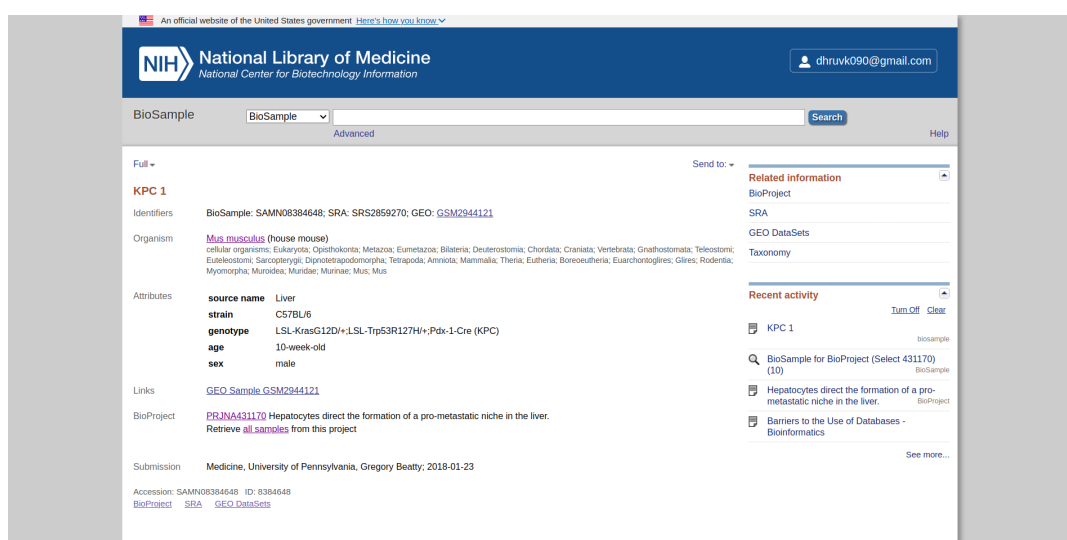 An official website of the United States government Here's how you know
NIH National Library of Medicine
National Center for Biotechnology Information
dhruvk090@gmail.com
BioSample
BioSample
Search
Advanced
Help
Full
Send to:
KPC 1
Identifiers BioSample: SAMN08384648; SRA: SRS2859270; GEO: GSM2944121
Organism Mus musculus (house mouse)
cellular organisms; Eukaryota; Opisthokonta; Metazoa; Eumetazoa; Bilateria; Deuterostomia; Chordata; Craniata; Vertebrata; Gnathostomata; Teleostomi;
Euteleostomi; Sarcopterygii; Dipnotetrapodomorpha; Tetrapoda; Amniota; Mammalia; Theria; Eutheria; Boreoeutheria; Euarchontoglires; Glires; Rodentia;
Myomorpha; Muroidea; Muridae; Murinae; Mus; Mus
Attributes
source name Liver
strain C57BL/6
genotype LSL-KrasG12D/+;LSL-Trp53R127H/+;Pdx-1-Cre (KPC)
age 10-week-old
sex male
Links GEO Sample GSM2944121
BioProject PRJNA431170 Hepatocytes direct the formation of a pro-metastatic niche in the liver.
Retrieve all samples from this project
Submission Medicine, University of Pennsylvania, Gregory Beatty; 2018-01-23
Accession: SAMN08384648 ID: 8384648
BioProject SRA GEO DataSets
Related information
BioProject
SRA
GEO DataSets
Taxonomy
Recent activity
Turn Off Clear
KPC 1
biosample
BioSample for BioProject (Select 431170)
(10) BioSample
Hepatocytes direct the formation of a pro-
metastatic niche in the liver. BioProject
Barriers to the Use of Databases -
Bioinformatics
See more...